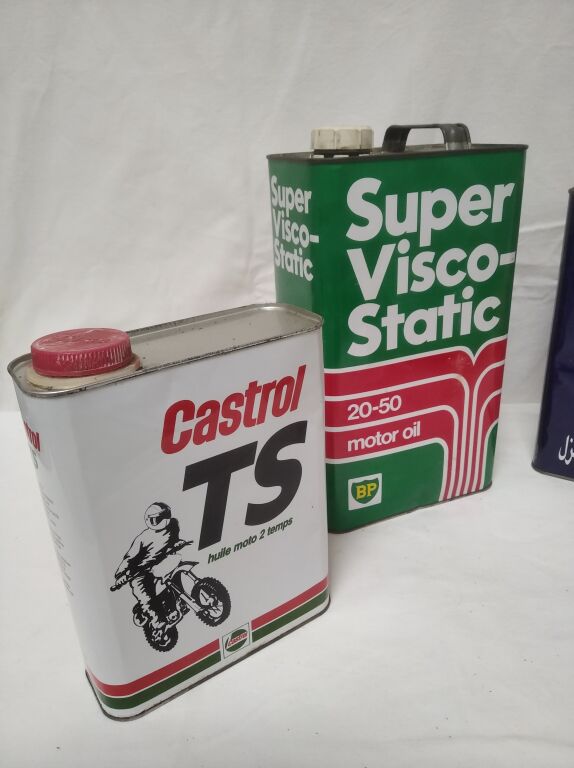 Super
Visco-
Static
Super
Visco-
Static
20-50
motor oil
BP
Castrol
TS
huile moto 2 temps
Castrol